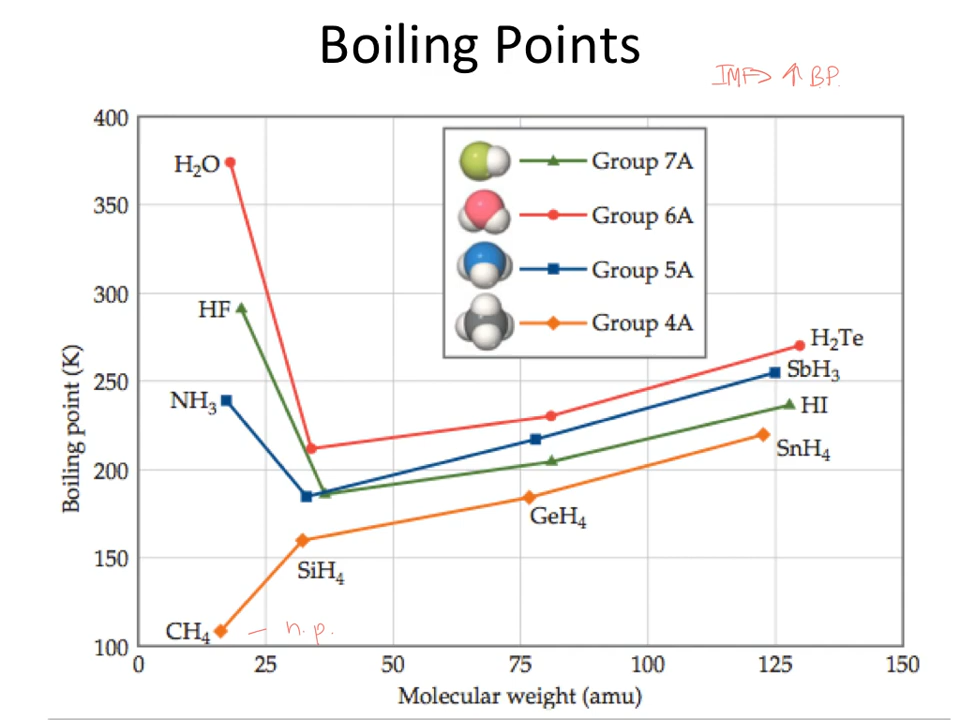 Boiling Points
IMF ↑ B.P.
400
350
300
250
200
150
100
Boiling point (K)
H₂O
HF
NH₃
CH₄
– n.p.
SiH₄
GeH₄
SnH₄
HI
SbH₃
H₂Te
Group 7A
Group 6A
Group 5A
Group 4A
0 25 50 75 100 125 150
Molecular weight (amu)